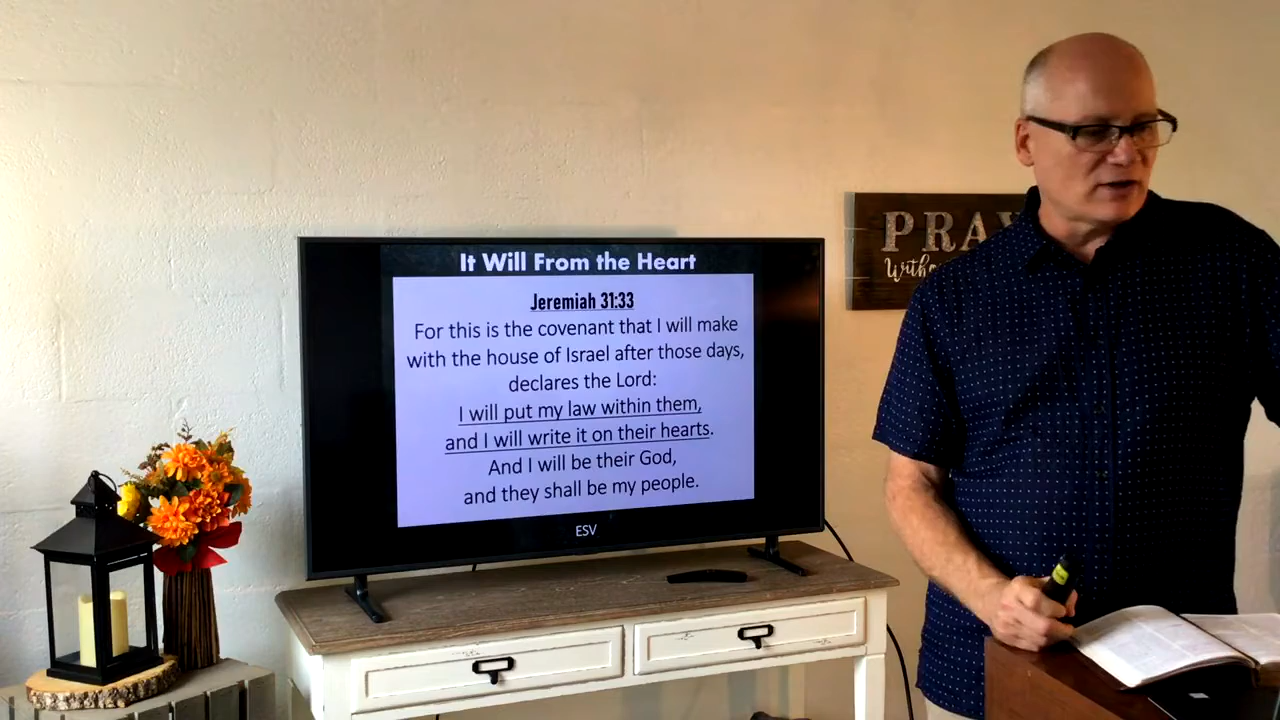 It Will From the Heart
Jeremiah 31:33
For this is the covenant that I will make
with the house of Israel after those days,
declares the Lord:
I will put my law within them,
and I will write it on their hearts.
And I will be their God,
and they shall be my people.
ESV
PRAY